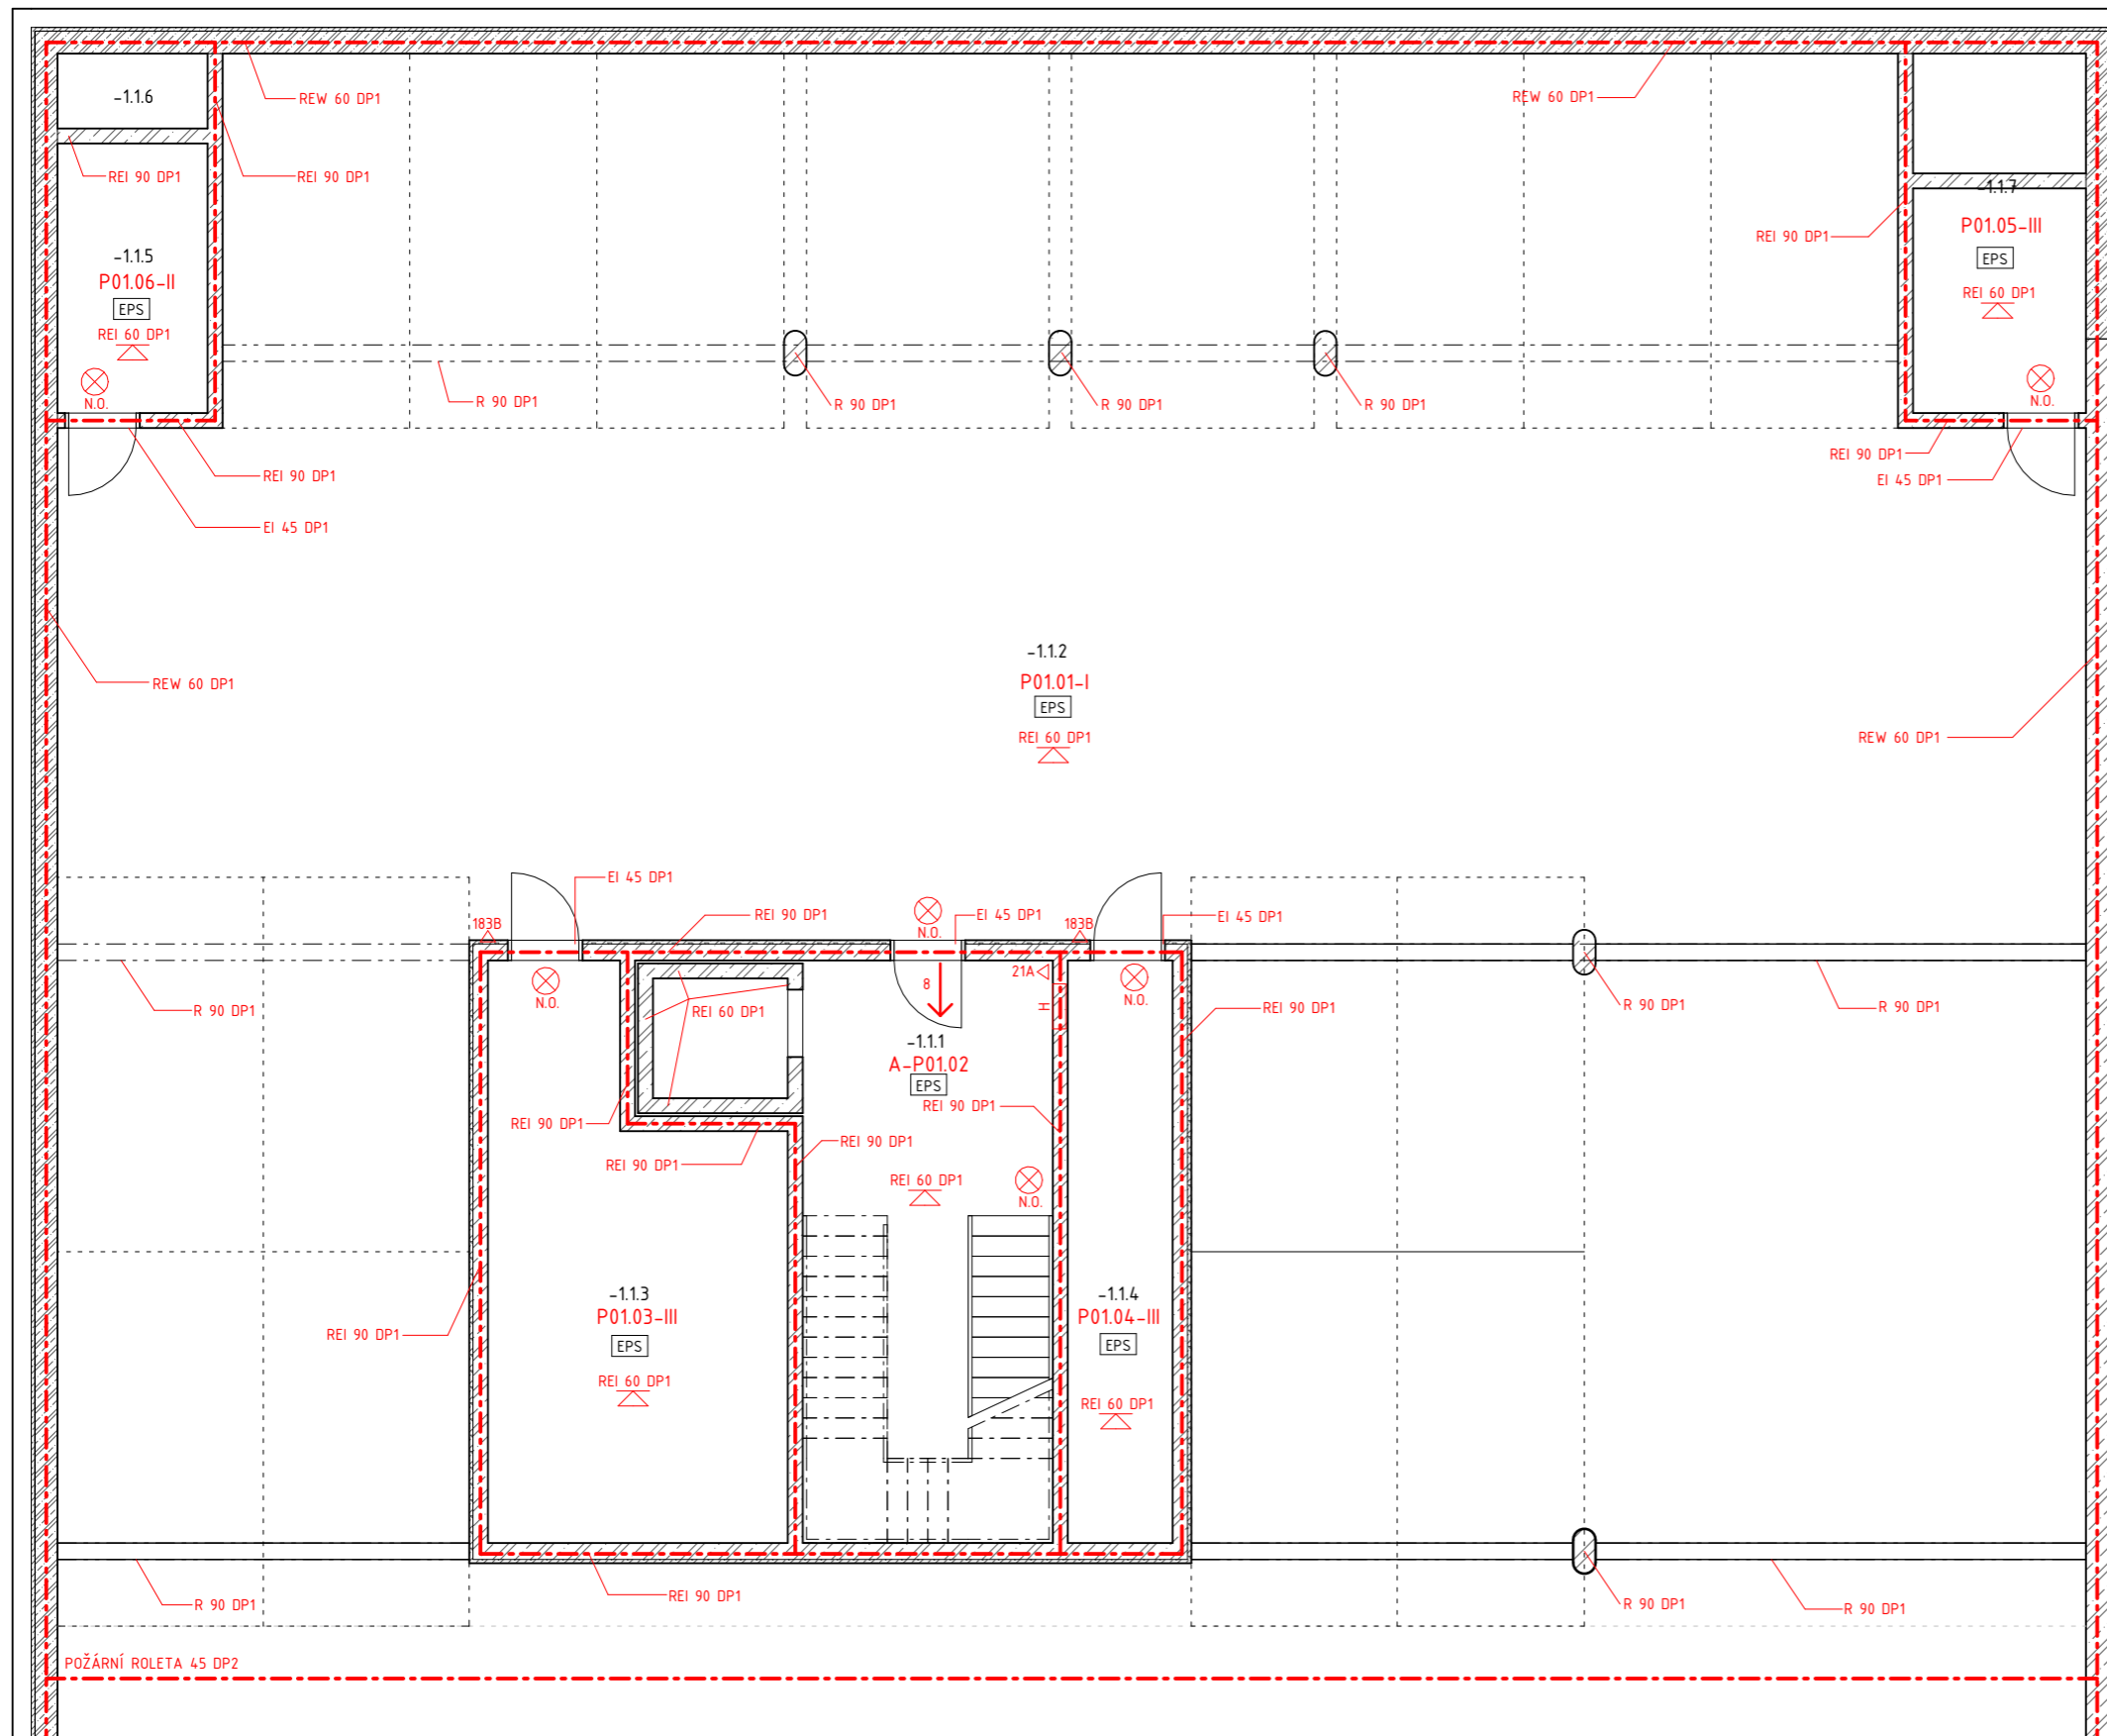 -1.1.6
REW 60 DP1
REW 60 DP1
REI 90 DP1
REI 90 DP1
-1.1.7
P01.05-III
EPS
REI 60 DP1
REI 90 DP1
-1.1.5
P01.06-II
EPS
REI 60 DP1
N.O.
N.O.
R 90 DP1
R 90 DP1
R 90 DP1
R 90 DP1
REI 90 DP1
EI 45 DP1
REI 90 DP1
EI 45 DP1
-1.1.2
P01.01-I
EPS
REI 60 DP1
REW 60 DP1
REW 60 DP1
EI 45 DP1
183B
REI 90 DP1
N.O.
EI 45 DP1
183B
EI 45 DP1
N.O.
REI 60 DP1
8
21A
H
N.O.
R 90 DP1
REI 90 DP1
R 90 DP1
R 90 DP1
-1.1.1
A-P01.02
EPS
REI 90 DP1
REI 90 DP1
REI 90 DP1
REI 90 DP1
REI 60 DP1
N.O.
-1.1.3
P01.03-III
EPS
REI 60 DP1
-1.1.4
P01.04-III
EPS
REI 60 DP1
REI 90 DP1
R 90 DP1
REI 90 DP1
R 90 DP1
R 90 DP1
POŽÁRNÍ ROLETA 45 DP2